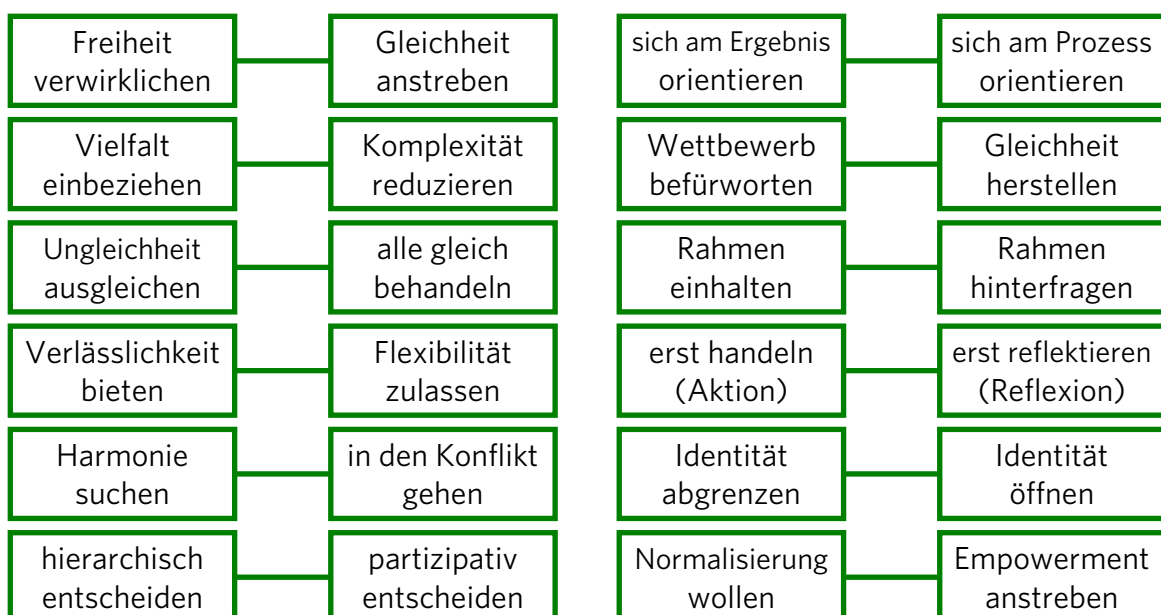 Freiheit
verwirklichen
Gleichheit
anstreben
sich am Ergebnis
orientieren
sich am Prozess
orientieren
Vielfalt
einbeziehen
Komplexität
reduzieren
Wettbewerb
befürworten
Gleichheit
herstellen
Ungleichheit
ausgleichen
alle gleich
behandeln
Rahmen
einhalten
Rahmen
hinterfragen
Verlässlichkeit
bieten
Flexibilität
zulassen
erst handeln
(Aktion)
erst reflektieren
(Reflexion)
Harmonie
suchen
in den Konflikt
gehen
Identität
abgrenzen
Identität
öffnen
hierarchisch
entscheiden
partizipativ
entscheiden
Normalisierung
wollen
Empowerment
anstreben